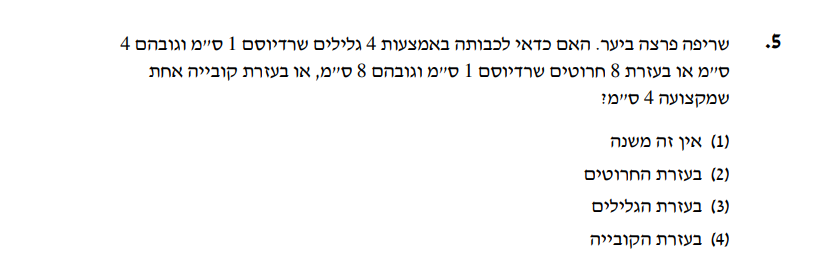 5. שריפה פרצה ביער. האם כדאי לכבותה באמצעות 4 גלילים שרדיוסם 1 ס״מ וגובהם 4
ס״מ או בעזרת 8 חרוטים שרדיוסם 1 ס״מ וגובהם 8 ס״מ, או בעזרת קובייה אחת
שמקצועה 4 ס״מ?
(1) אין זה משנה
(2) בעזרת החרוטים
(3) בעזרת הגלילים
(4) בעזרת הקובייה